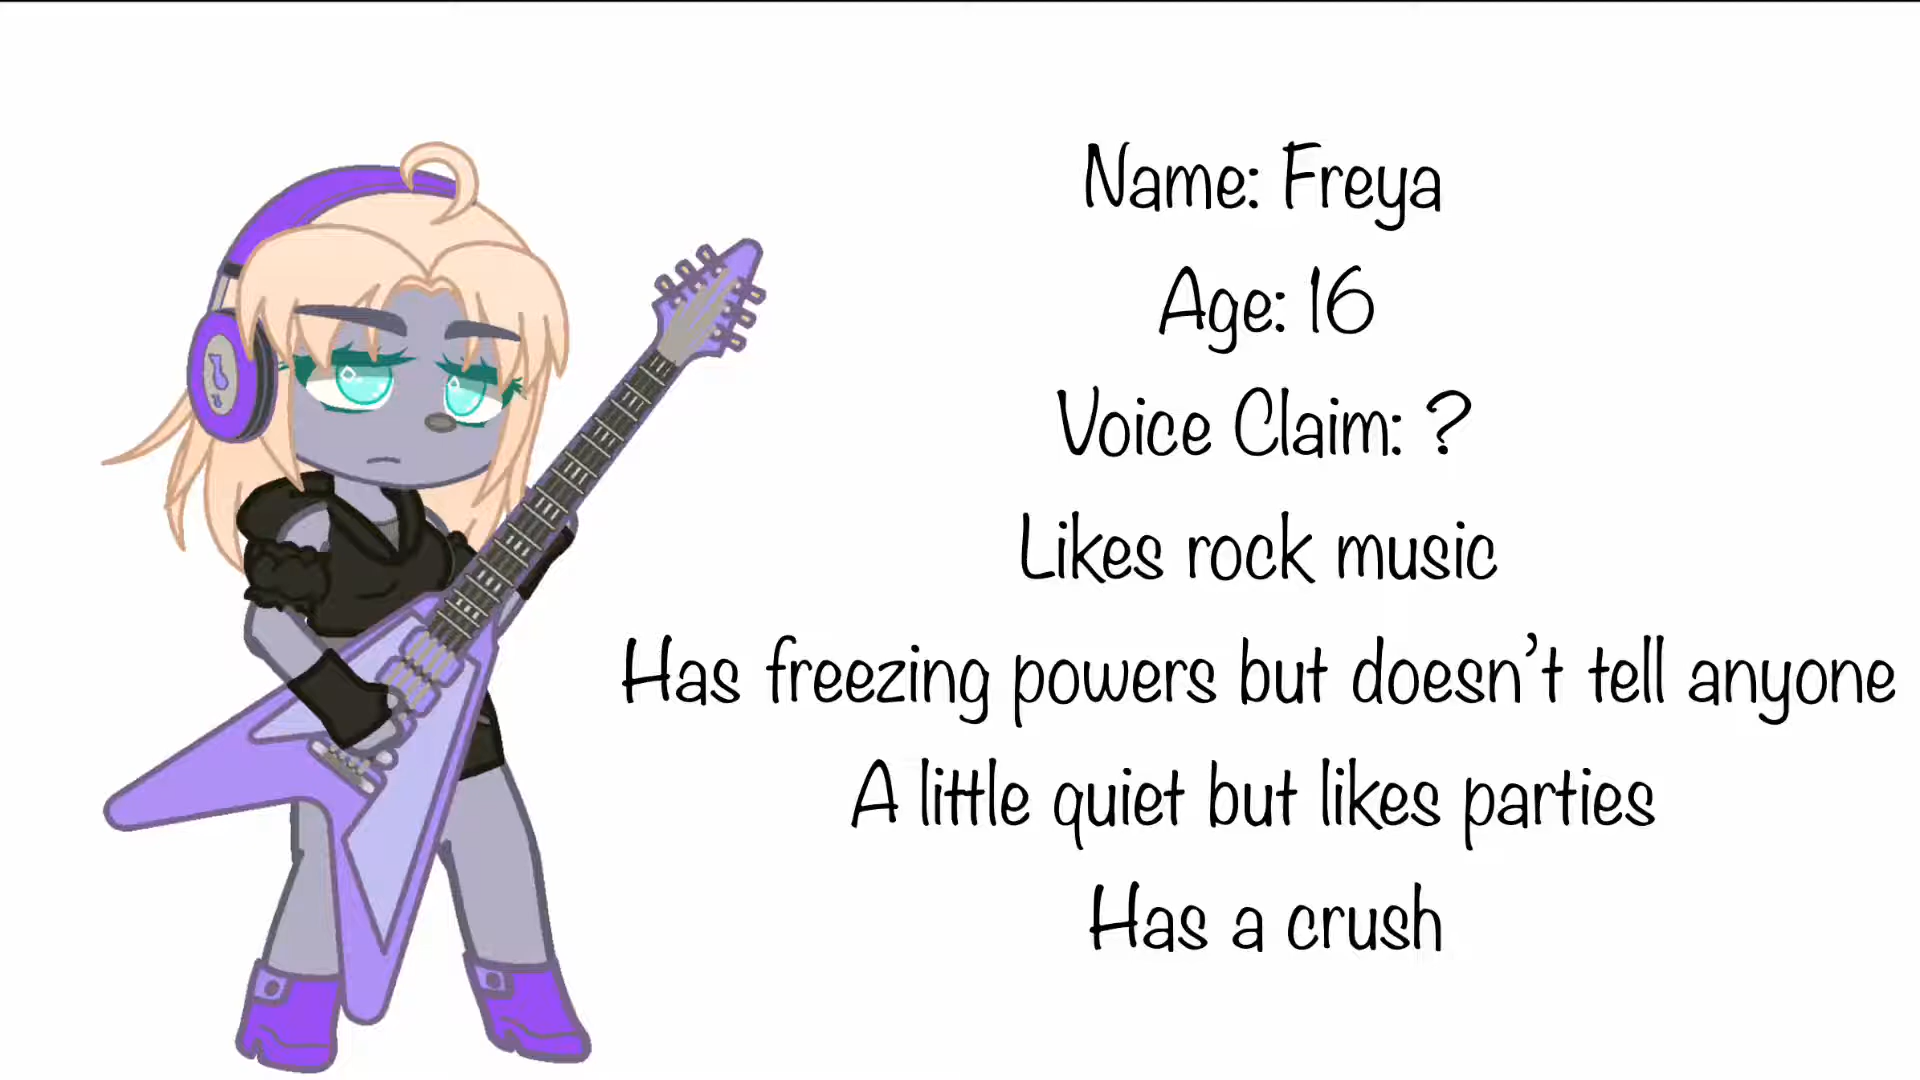 Name: Freya
Age: 16
Voice Claim: ?
Likes rock music
Has freezing powers but doesn’t tell anyone
A little quiet but likes parties
Has a crush